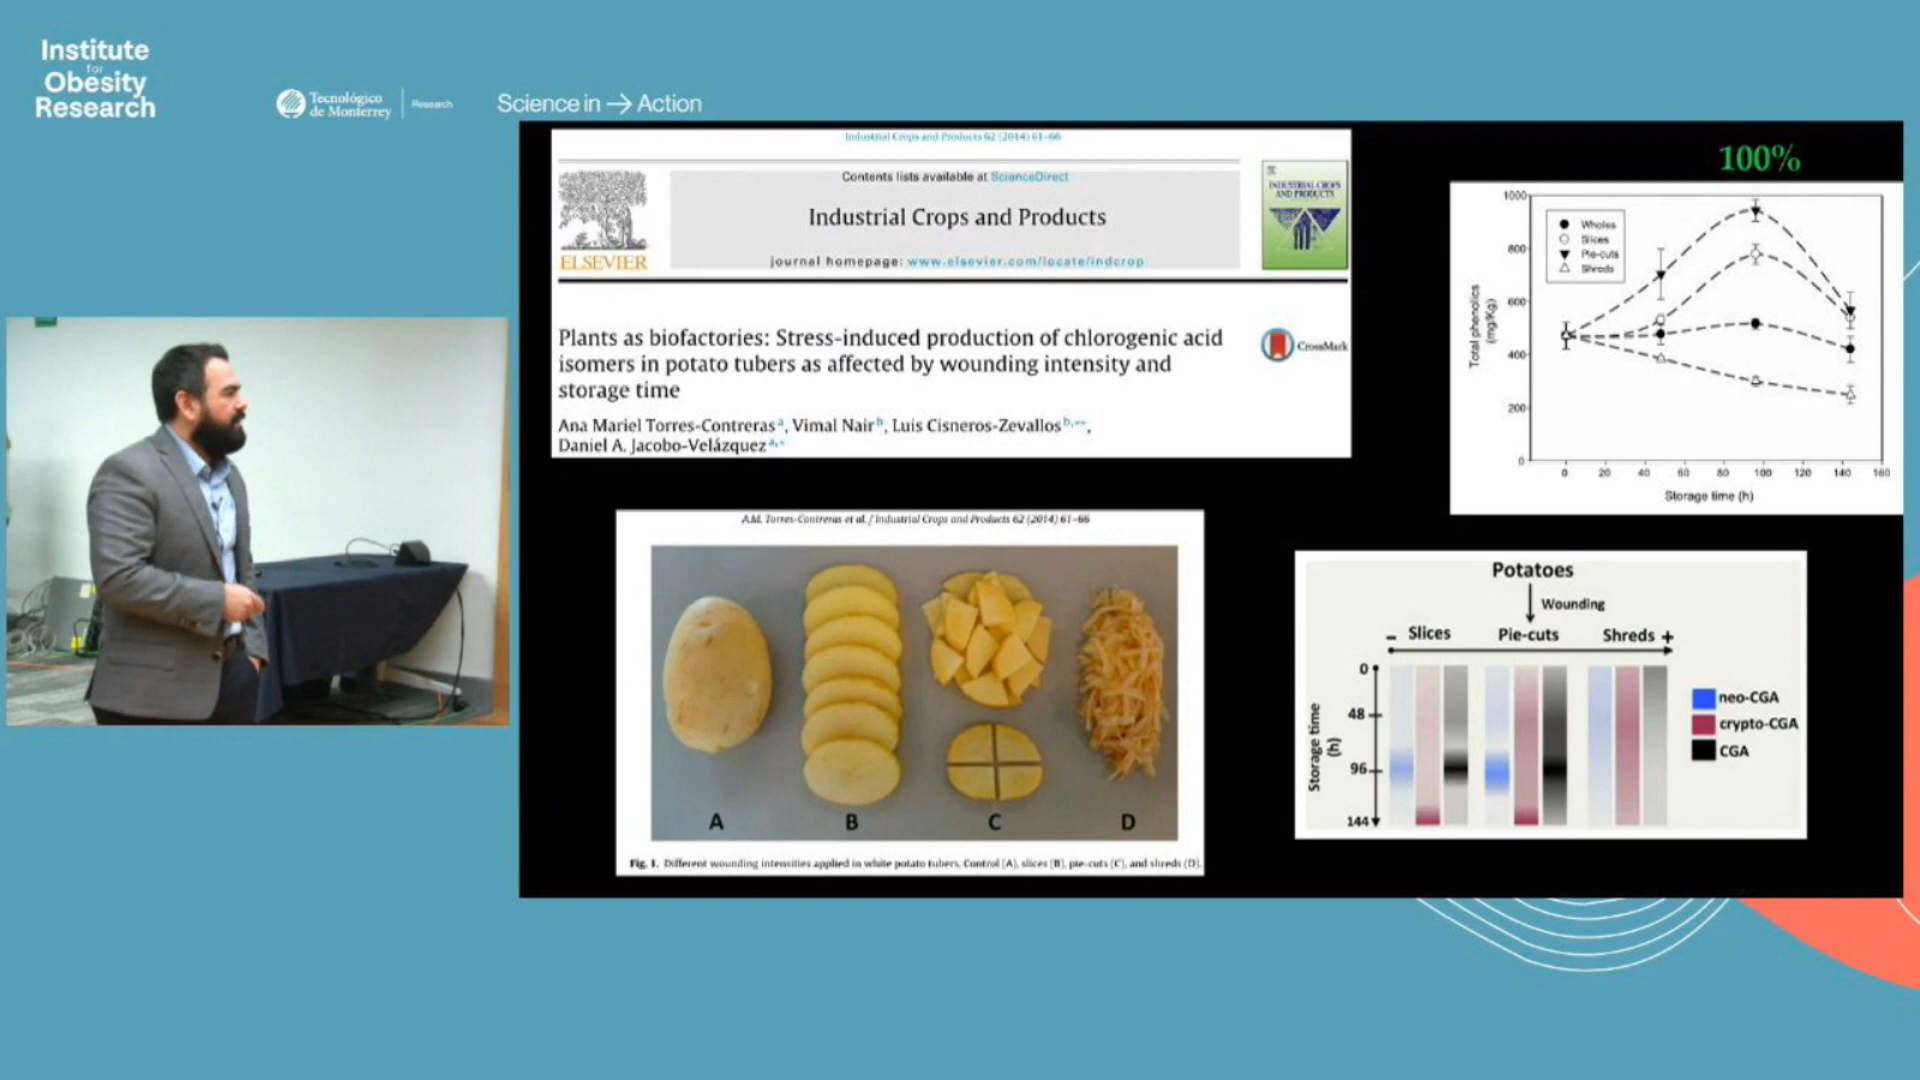 Institute
for
Obesity
Research
Tecnológico
de Monterrey
Research
Science in → Action
Industrial Crops and Products 62 (2014) 61–66
Contents lists available at ScienceDirect
Industrial Crops and Products
journal homepage: www.elsevier.com/locate/indcrop
ELSEVIER
INDUSTRIAL CROPS
AND PRODUCTS
Plants as biofactories: Stress-induced production of chlorogenic acid
isomers in potato tubers as affected by wounding intensity and
storage time
CrossMark
Ana Mariel Torres-Contreras a, Vimal Nair b, Luis Cisneros-Zevallos b,**,
Daniel A. Jacobo-Velázquez a,*
100%
1000
800
600
400
200
0
Wholes
Slices
Pie-cuts
Shreds
Total phenolics
(mg/Kg)
0 20 40 60 80 100 120 140 160
Storage time (h)
A.M. Torres-Contreras et al. / Industrial Crops and Products 62 (2014) 61–66
A B C D
Fig. 1. Different wounding intensities applied in white potato tubers. Control (A), slices (B), pie-cuts (C), and shreds (D).
Potatoes
Wounding
– Slices Pie-cuts Shreds +
0
48
96
144
Storage time
(h)
neo-CGA
crypto-CGA
CGA